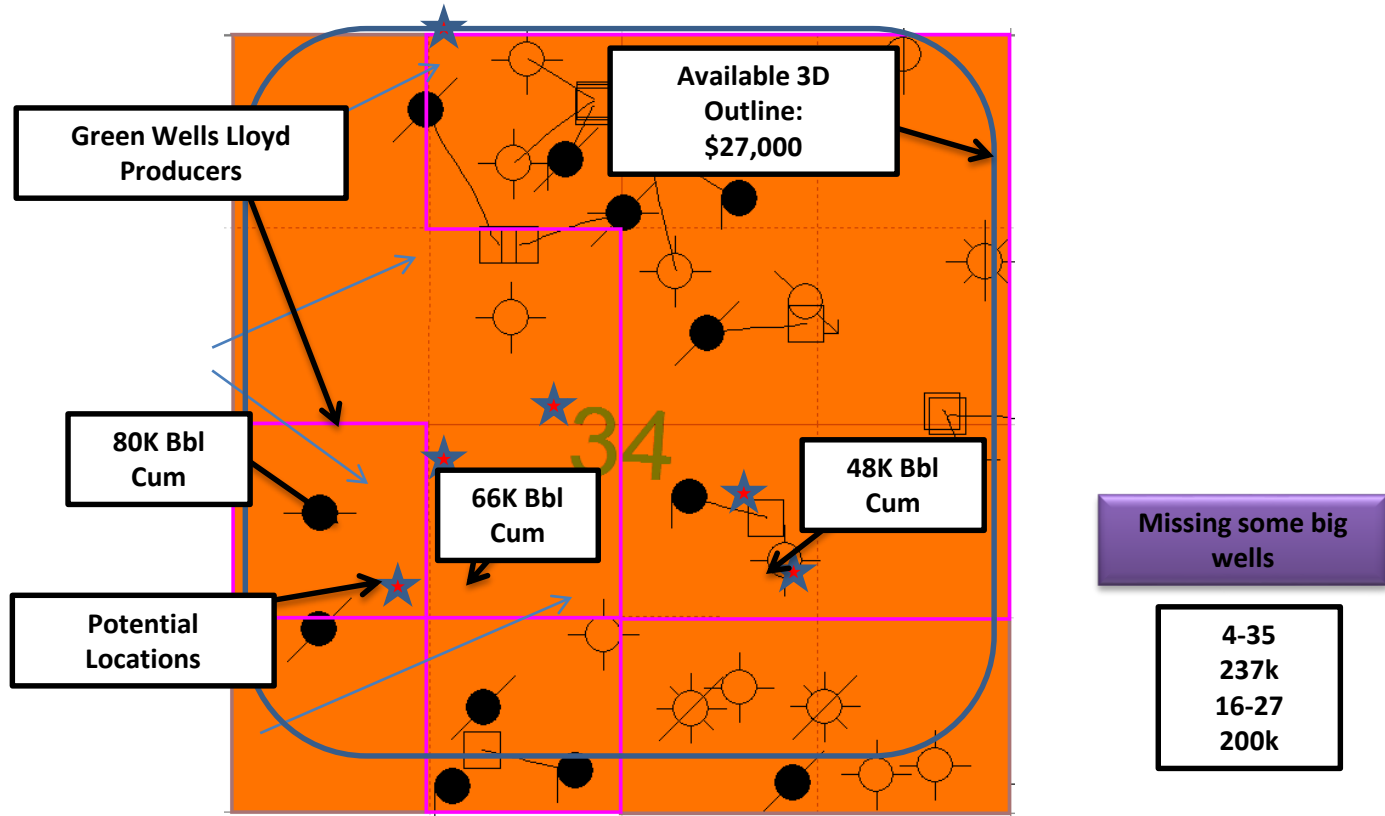 Available 3D
Outline:
$27,000
Green Wells Lloyd
Producers
80K Bbl
Cum
34
66K Bbl
Cum
48K Bbl
Cum
Potential
Locations
Missing some big
wells
4-35
237k
16-27
200k